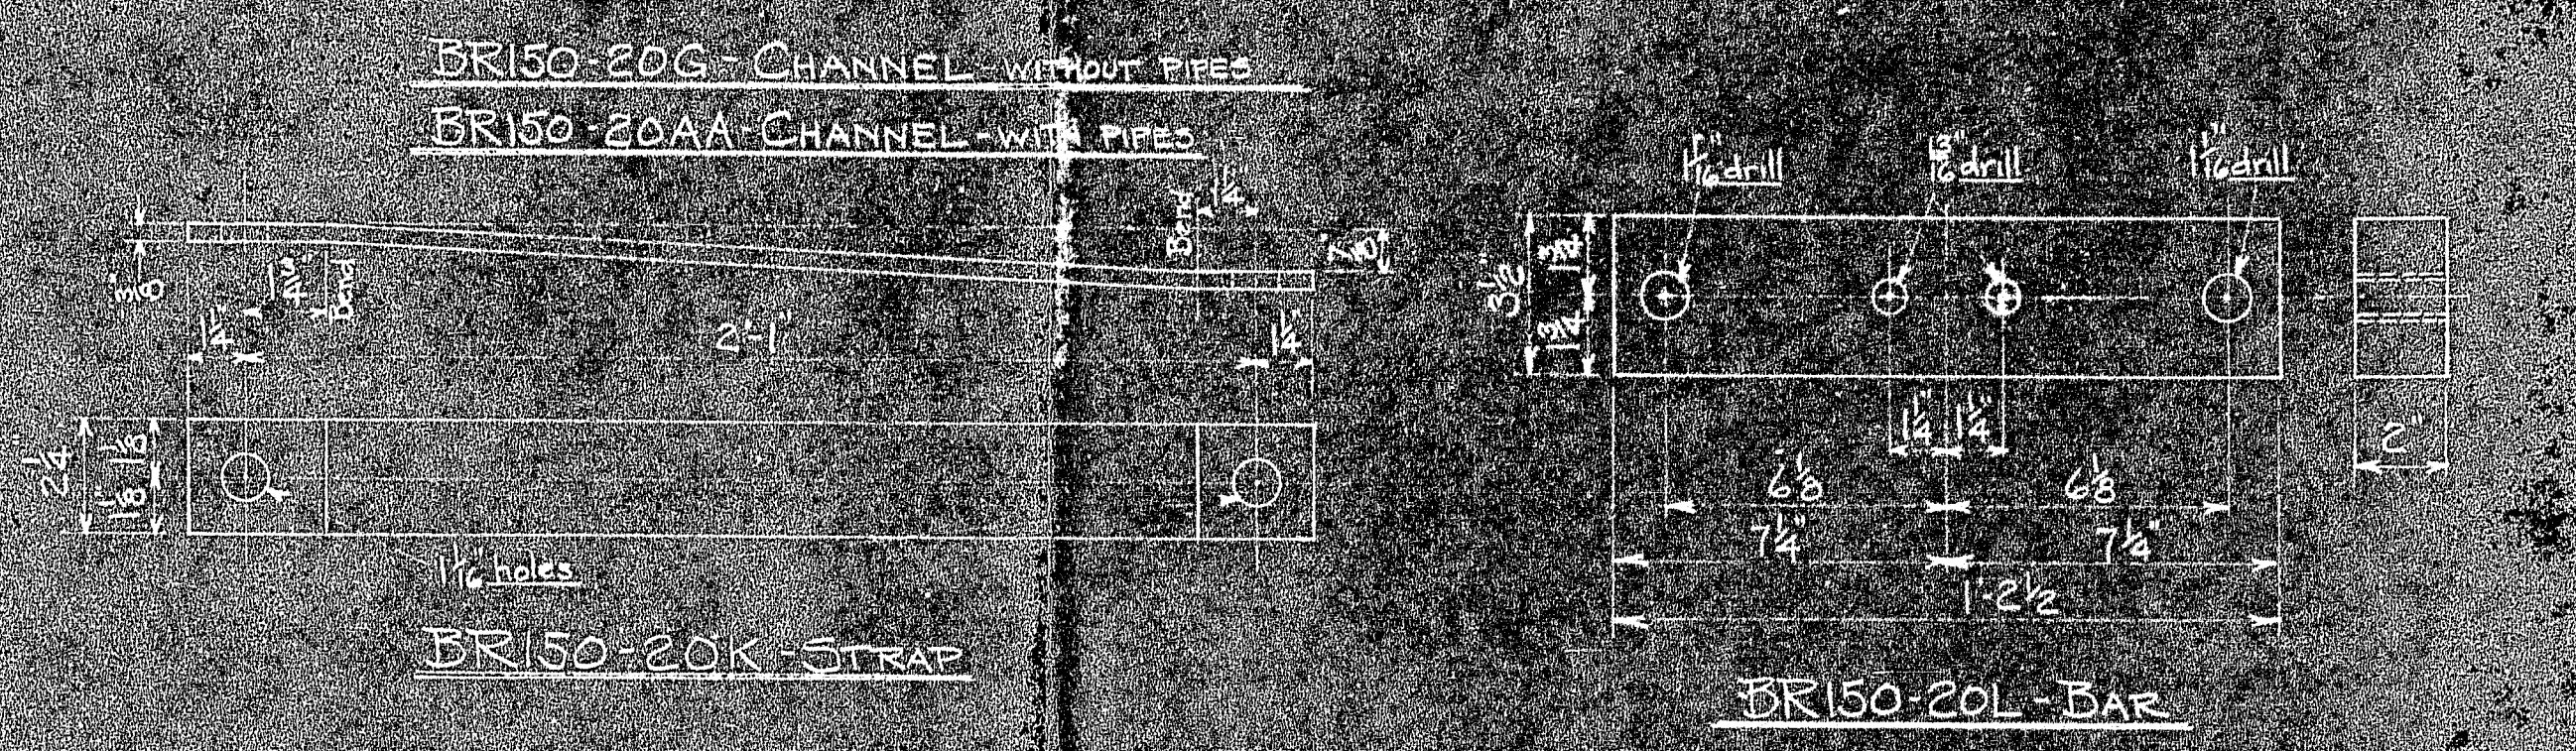 BR150-20G-CHANNEL-WITHOUT PIPES
BR150-20AA-CHANNEL-WITH PIPES
1 1/16" drill
13/16" drill
1 1/16" drill
Bend
1 1/4"
3/8"
1 3/4"
Bend
7/8"
1 1/4"
2'-1"
1 1/4"
3 1/2"
1 3/4
1 3/4
2 1/4
1 1/8
1 1/8
1 1/4"
1 1/4"
2"
6 1/8
6 1/8
7 1/4"
7 1/4"
1'-2 1/2
1 1/16" holes
BR150-20K-STRAP
BR150-20L-BAR